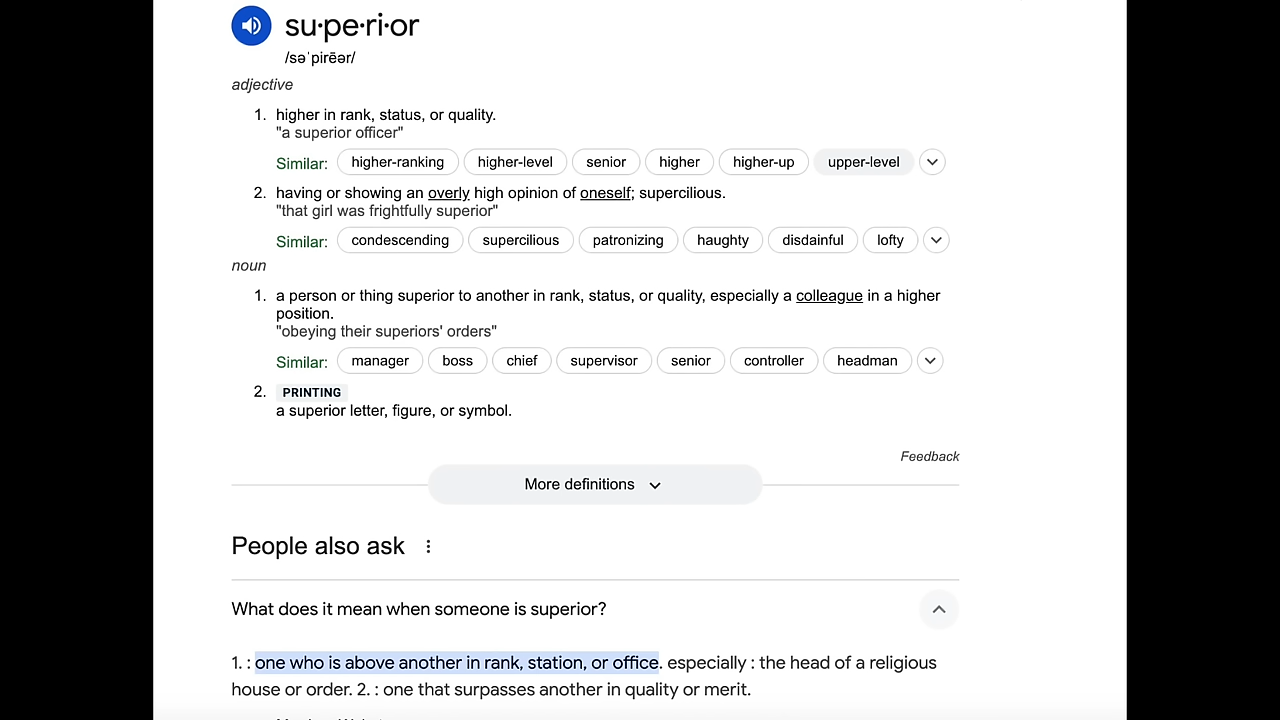 su·pe·ri·or
/səˈpirēər/
adjective
1. higher in rank, status, or quality.
"a superior officer"
Similar: higher-ranking higher-level senior higher higher-up upper-level
2. having or showing an overly high opinion of oneself; supercilious.
"that girl was frightfully superior"
Similar: condescending supercilious patronizing haughty disdainful lofty
noun
1. a person or thing superior to another in rank, status, or quality, especially a colleague in a higher
position.
"obeying their superiors' orders"
Similar: manager boss chief supervisor senior controller headman
2. PRINTING
a superior letter, figure, or symbol.
Feedback
More definitions
People also ask
What does it mean when someone is superior?
1. : one who is above another in rank, station, or office. especially : the head of a religious
house or order. 2. : one that surpasses another in quality or merit.